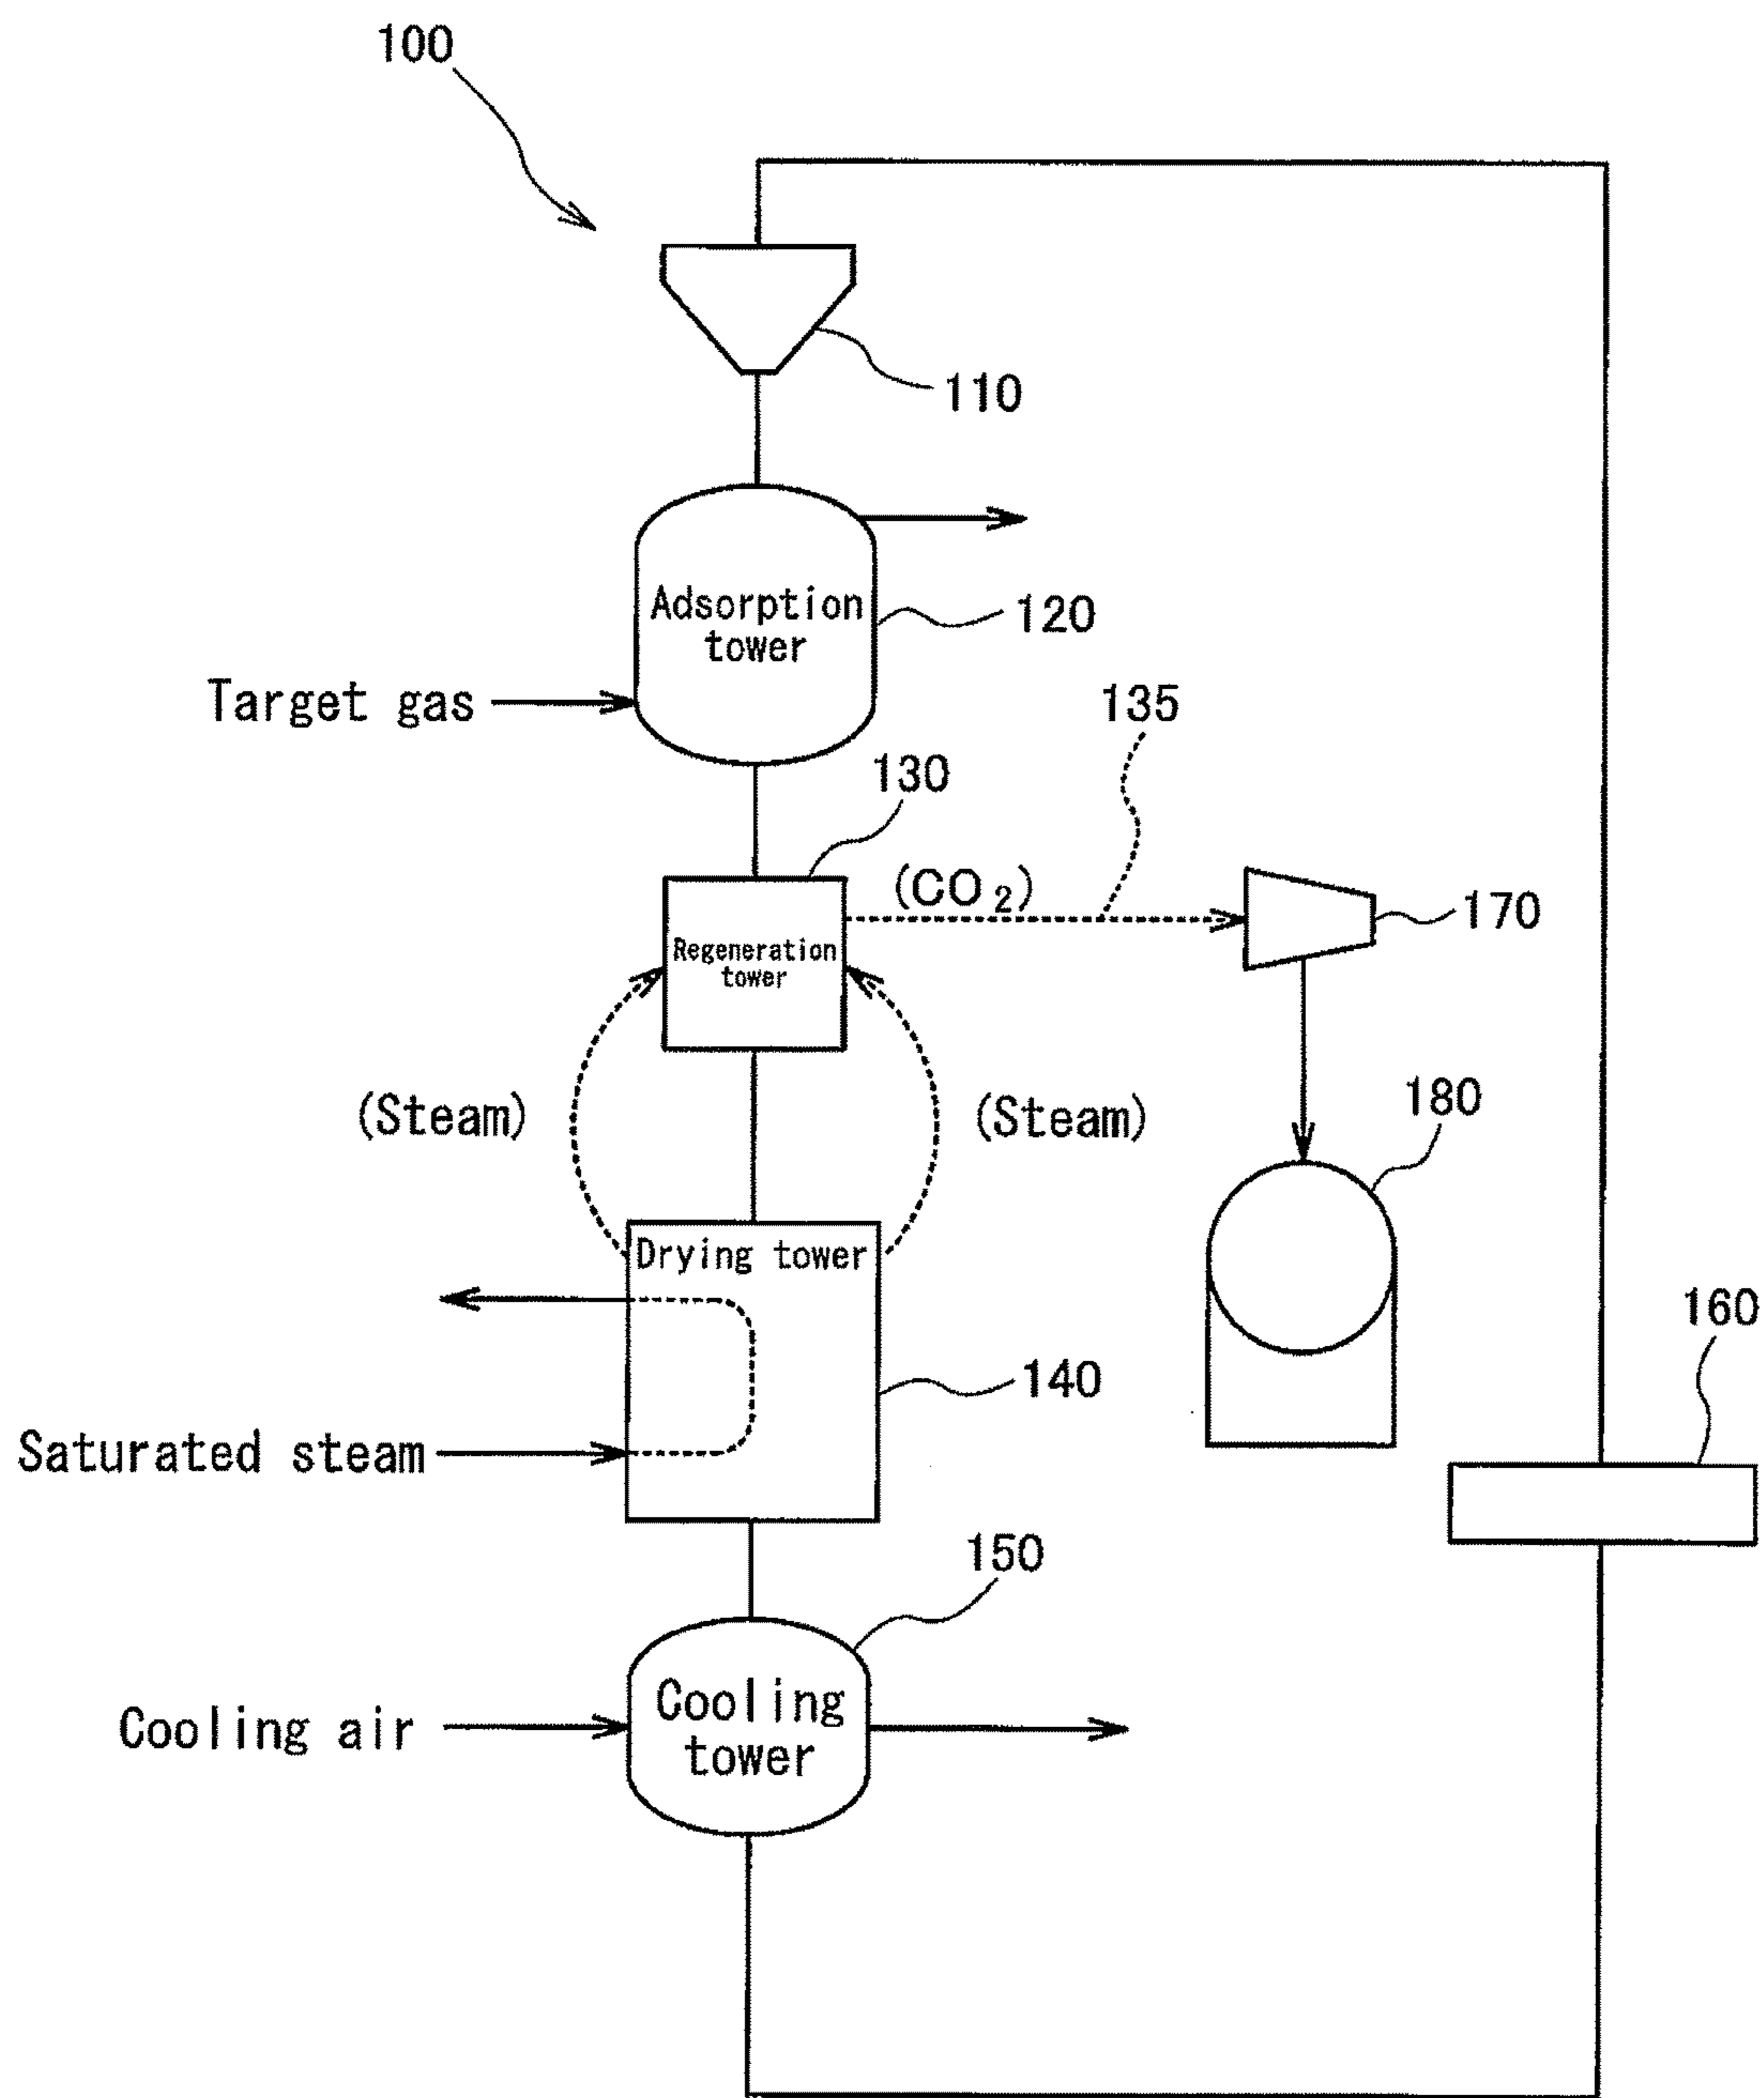 100
110
Adsorption
tower
120
Target gas
135
130
(CO₂)
170
Regeneration
tower
(Steam)
(Steam)
180
Drying tower
160
140
Saturated steam
150
Cooling air
Cooling
tower